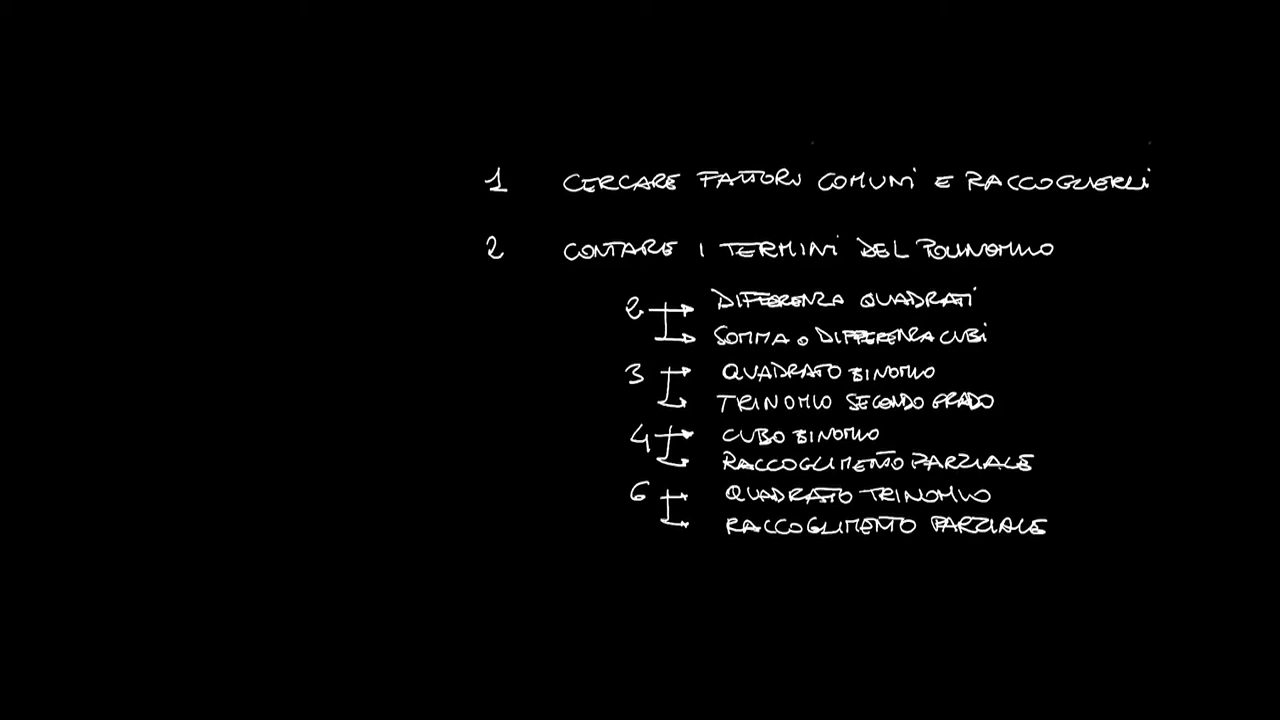 1 CERCARE FATTORI COMUNI E RACCOGLIERLI
2 CONTARE I TERMINI DEL POLINOMIO
2 DIFFERENZA QUADRATI
SOMMA O DIFFERENZA CUBI
3 QUADRATO BINOMIO
TRINOMIO SECONDO GRADO
4 CUBO BINOMIO
RACCOGLIMENTO PARZIALE
6 QUADRATO TRINOMIO
RACCOGLIMENTO PARZIALE